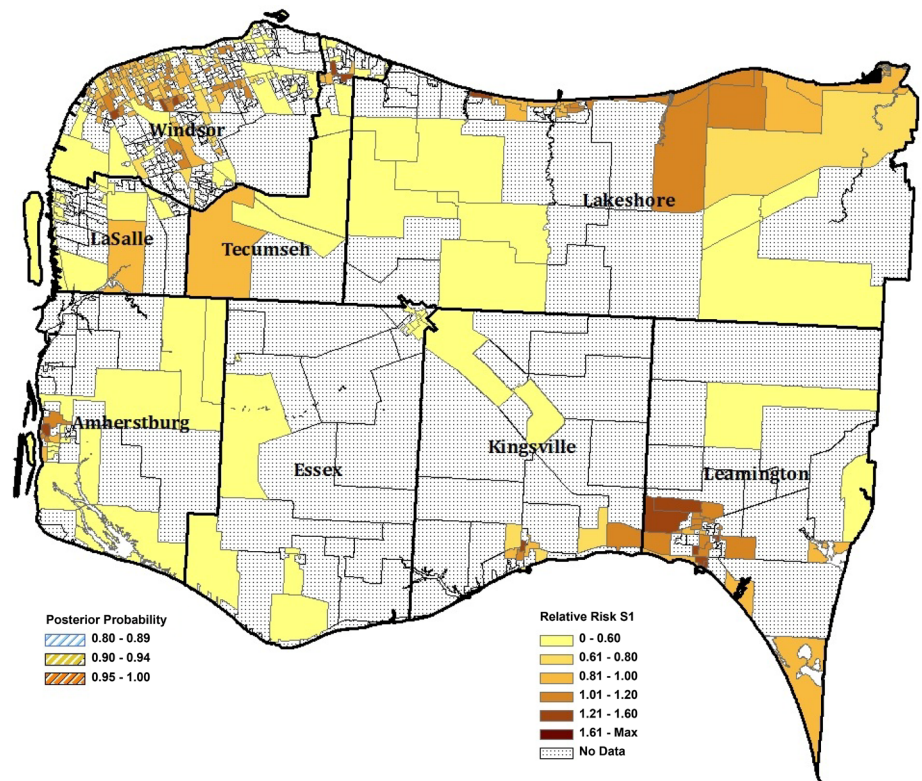 Windsor
Lakeshore
LaSalle
Tecumseh
Amherstburg
Kingsville
Essex
Leamington
Posterior Probability
0.80 - 0.89
0.90 - 0.94
0.95 - 1.00
Relative Risk S1
0 - 0.60
0.61 - 0.80
0.81 - 1.00
1.01 - 1.20
1.21 - 1.60
1.61 - Max
No Data